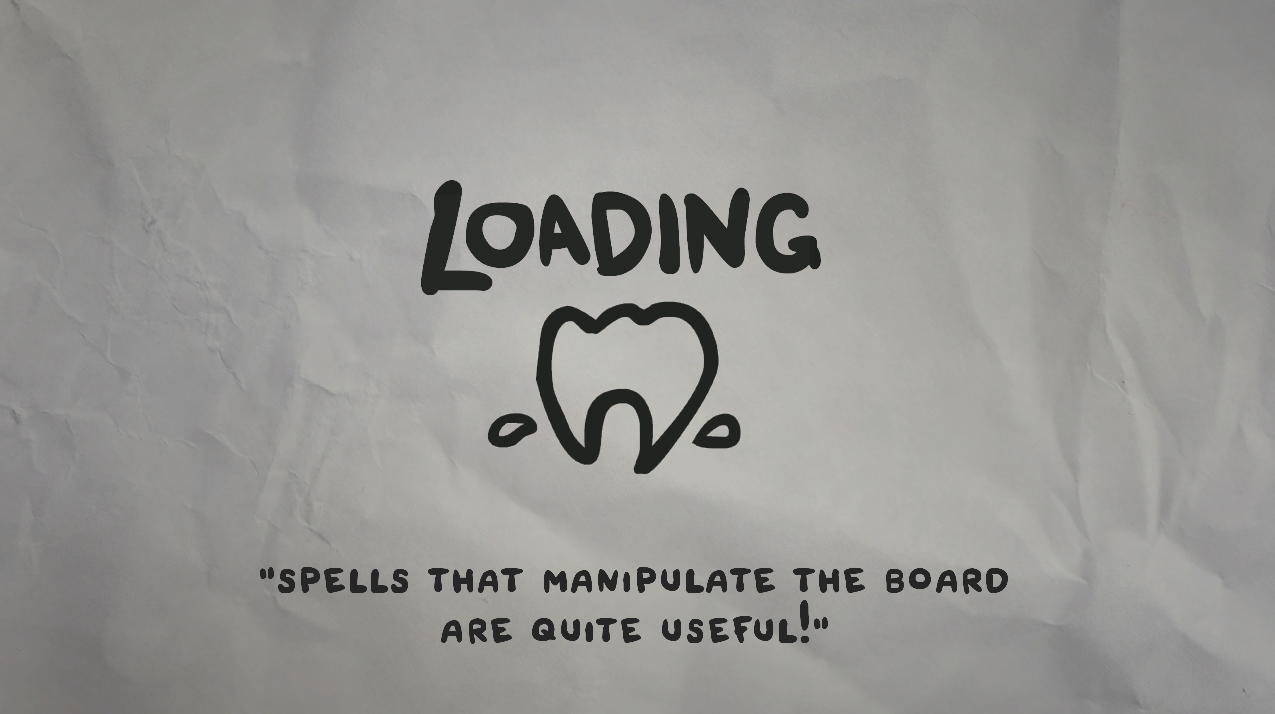 LOADING
"SPELLS THAT MANIPULATE THE BOARD
ARE QUITE USEFUL!"